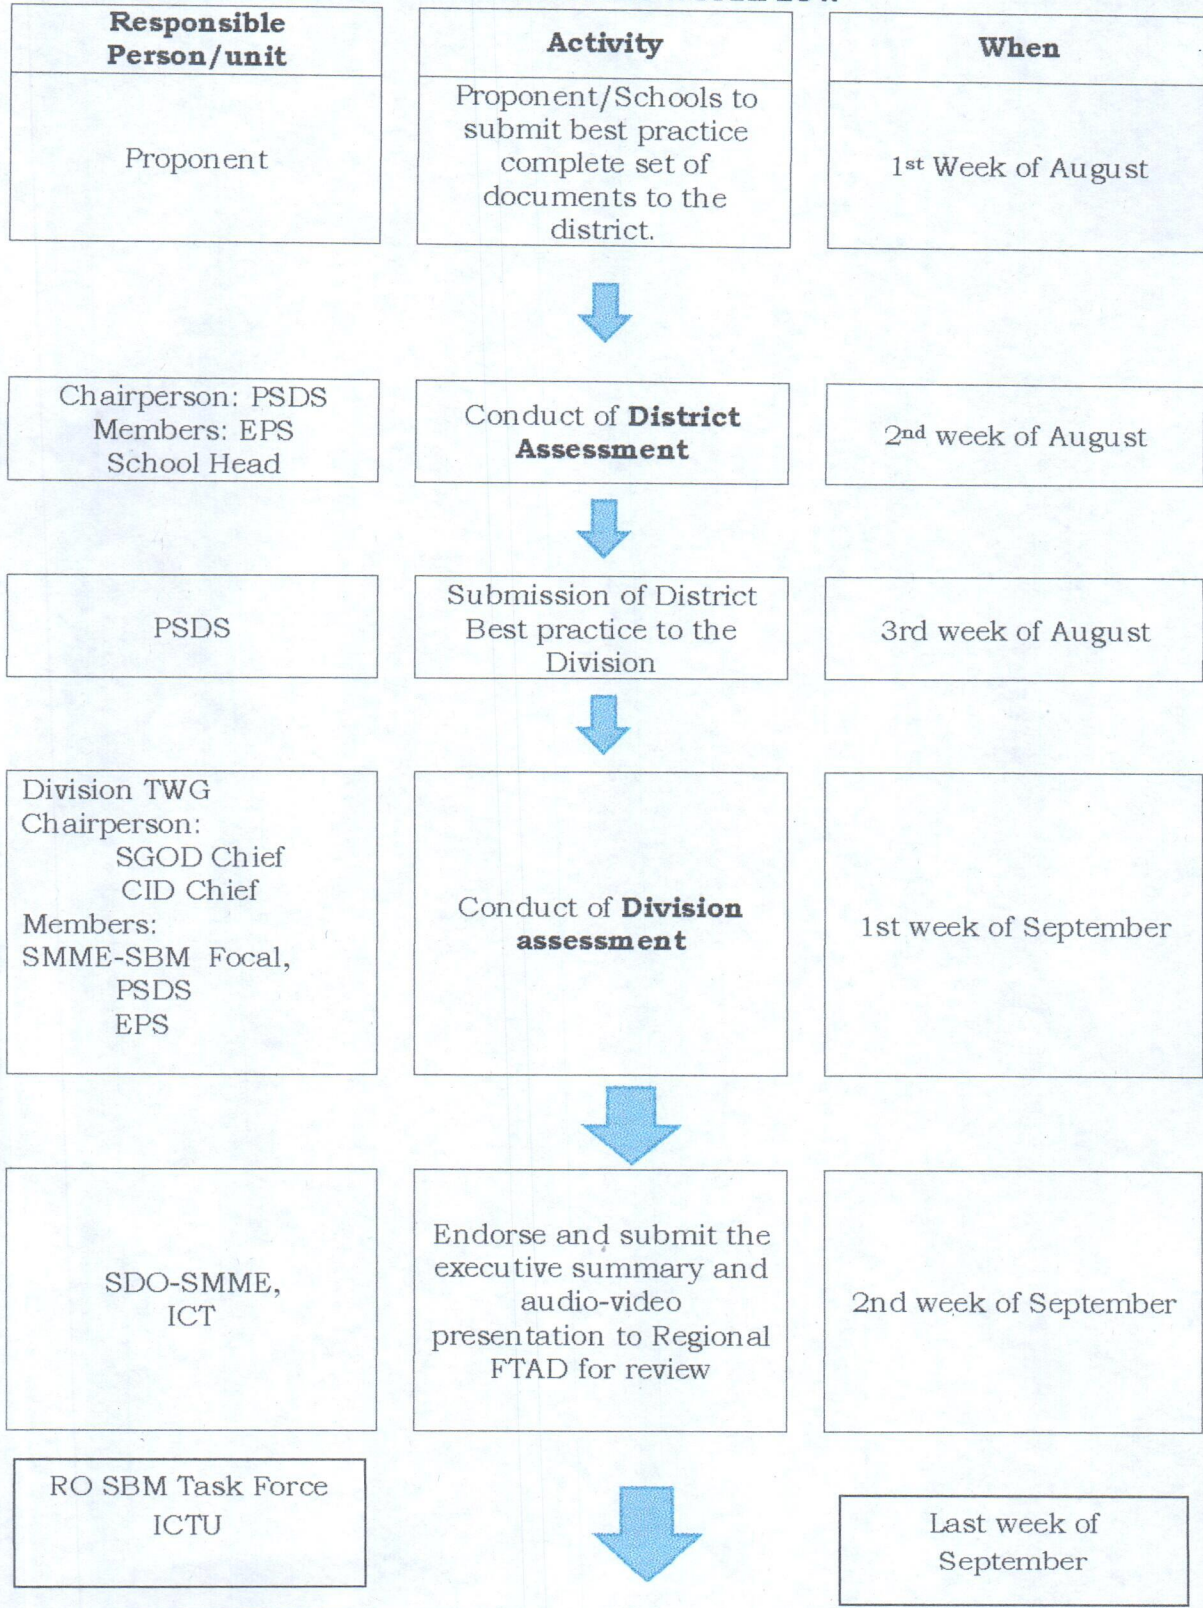 Responsible
Person/unit
Activity
When
Proponent
Proponent/Schools to
submit best practice
complete set of
documents to the
district.
1st Week of August
Chairperson: PSDS
Members: EPS
School Head
Conduct of District
Assessment
2nd week of August
PSDS
Submission of District
Best practice to the
Division
3rd week of August
Division TWG
Chairperson:
SGOD Chief
CID Chief
Members:
SMME-SBM Focal,
PSDS
EPS
Conduct of Division
assessment
1st week of September
SDO-SMME,
ICT
Endorse and submit the
executive summary and
audio-video
presentation to Regional
FTAD for review
2nd week of September
RO SBM Task Force
ICTU
Last week of
September